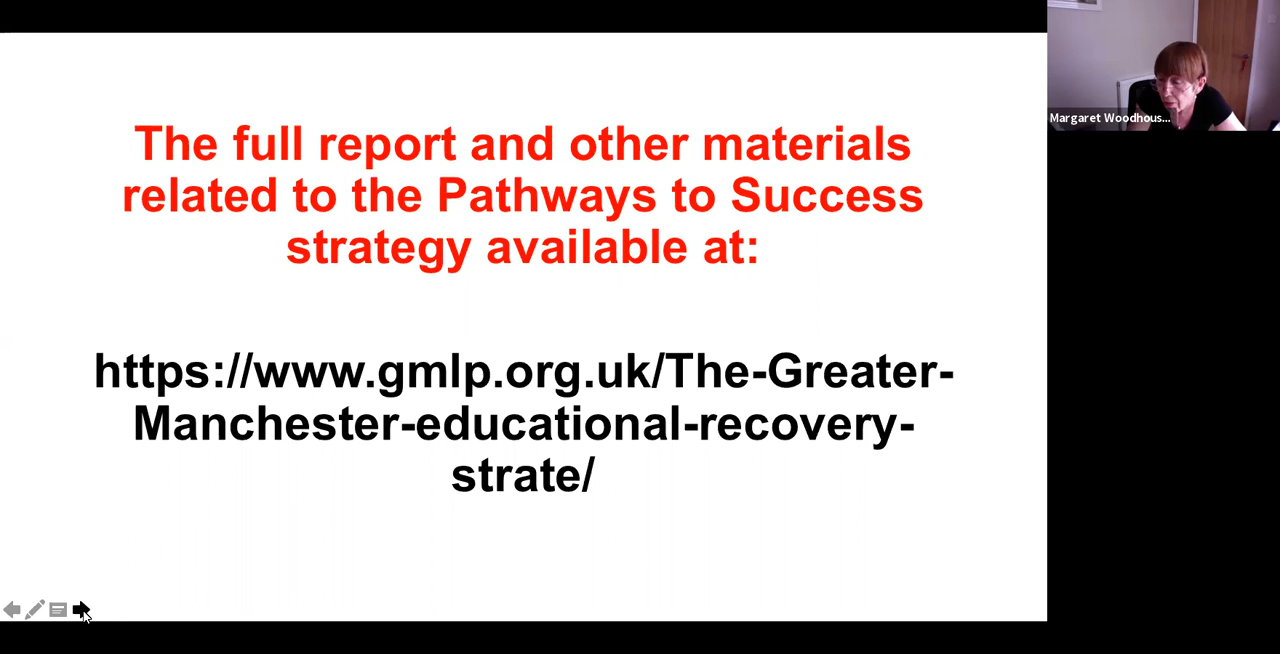 The full report and other materials
related to the Pathways to Success
strategy available at:
https://www.gmlp.org.uk/The-Greater-
Manchester-educational-recovery-
strate/
Margaret Woodhous...